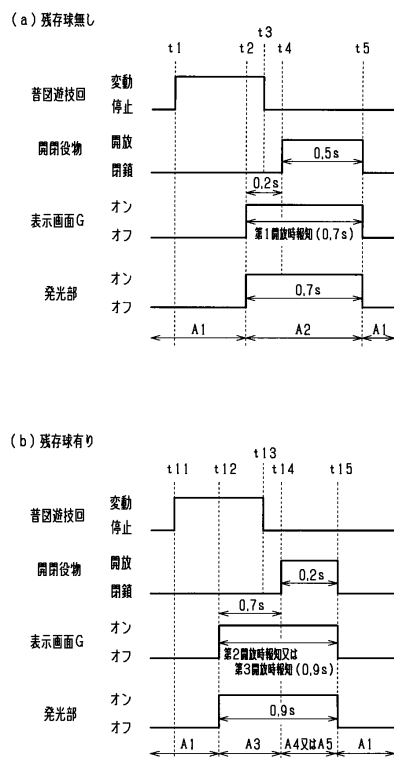 (a)残存球無し
t1 t2 t3 t4 t5
普図遊技回 変動 停止
開閉役物 開放 閉鎖 0,5s
0,2s
表示画面G オン オフ 第1開放時報知(0,7s)
発光部 オン オフ 0,7s
A1 A2 A1
(b)残存球有り
t11 t12 t13 t14 t15
普図遊技回 変動 停止
開閉役物 開放 閉鎖 0,2s
0,7s
表示画面G オン オフ 第2開放時報知又は
第3開放時報知(0,9s)
発光部 オン オフ 0,9s
A1 A3 A4又はA5 A1